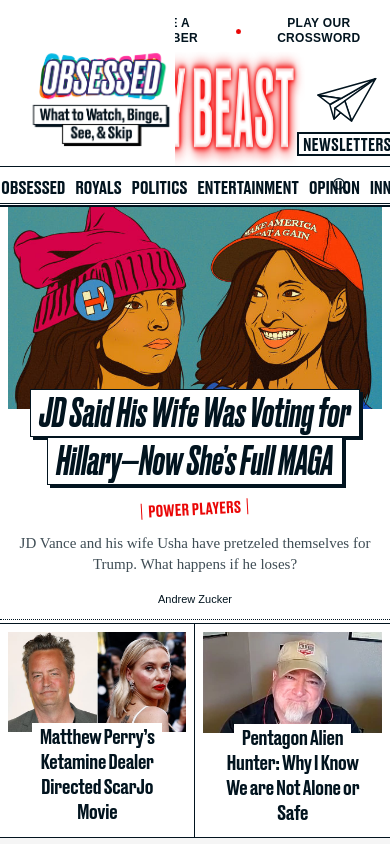 E A
BER
PLAY OUR
CROSSWORD
OBSESSED
What to Watch, Binge,
See, & Skip
Y BEAST
NEWSLETTERS
OBSESSED ROYALS POLITICS ENTERTAINMENT OPINION INN
MAKE AMERICA
GREAT AGAIN
H
JD Said His Wife Was Voting for
Hillary—Now She's Full MAGA
POWER PLAYERS
JD Vance and his wife Usha have pretzeled themselves for
Trump. What happens if he loses?
Andrew Zucker
Matthew Perry's
Ketamine Dealer
Directed ScarJo
Movie
Pentagon Alien
Hunter: Why I Know
We are Not Alone or
Safe